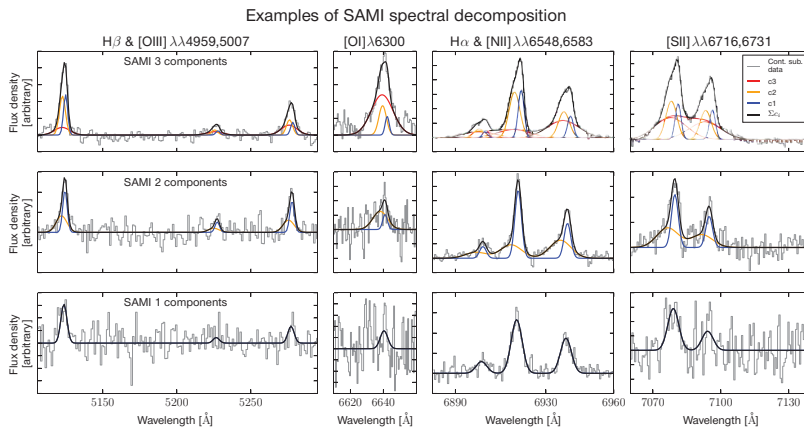 Examples of SAMI spectral decomposition
Hβ & [OIII] λλ4959,5007
[OI]λ6300
Hα & [NII]λλ6548,6583
[SII]λλ6716,6731
SAMI 3 components
Flux density
[arbitrary]
Cont. sub.
data
c3
c2
c1
Σcᵢ
SAMI 2 components
Flux density
[arbitrary]
SAMI 1 components
Flux density
[arbitrary]
5150 5200 5250
6620 6640
6890 6925 6960
7070 7100 7130
Wavelength [Å]
Wavelength [Å]
Wavelength [Å]
Wavelength [Å]